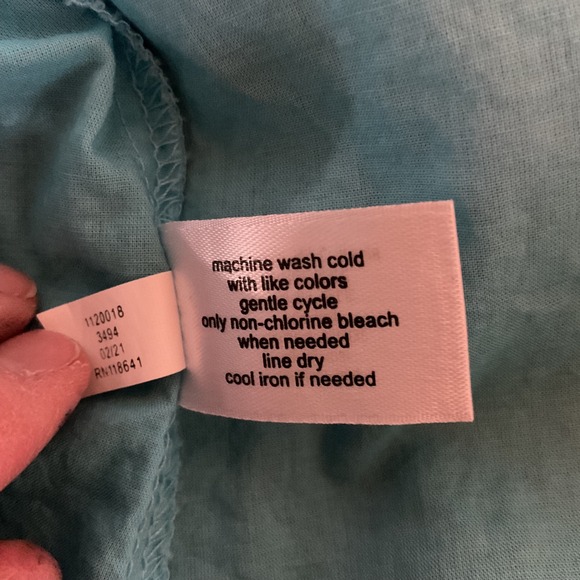 1120018
3494
02/21
RN118641
machine wash cold
with like colors
gentle cycle
only non-chlorine bleach
when needed
line dry
cool iron if needed